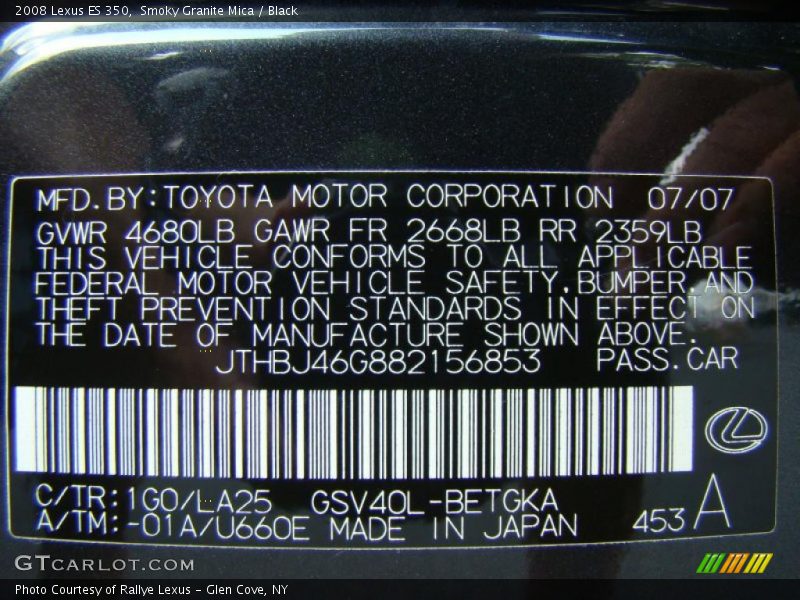 2008 Lexus ES 350, Smoky Granite Mica / Black
MFD.BY:TOYOTA MOTOR CORPORATION 07/07
GVWR 4680LB GAWR FR 2668LB RR 2359LB
THIS VEHICLE CONFORMS TO ALL APPLICABLE
FEDERAL MOTOR VEHICLE SAFETY,BUMPER AND
THEFT PREVENTION STANDARDS IN EFFECT ON
THE DATE OF MANUFACTURE SHOWN ABOVE.
JTHBJ46G882156853 PASS.CAR
C/TR:1G0/LA25 GSV40L-BETGKA
A/TM:-01A/U660E MADE IN JAPAN 453 A
GTCARLOT.COM
Photo Courtesy of Rallye Lexus - Glen Cove, NY